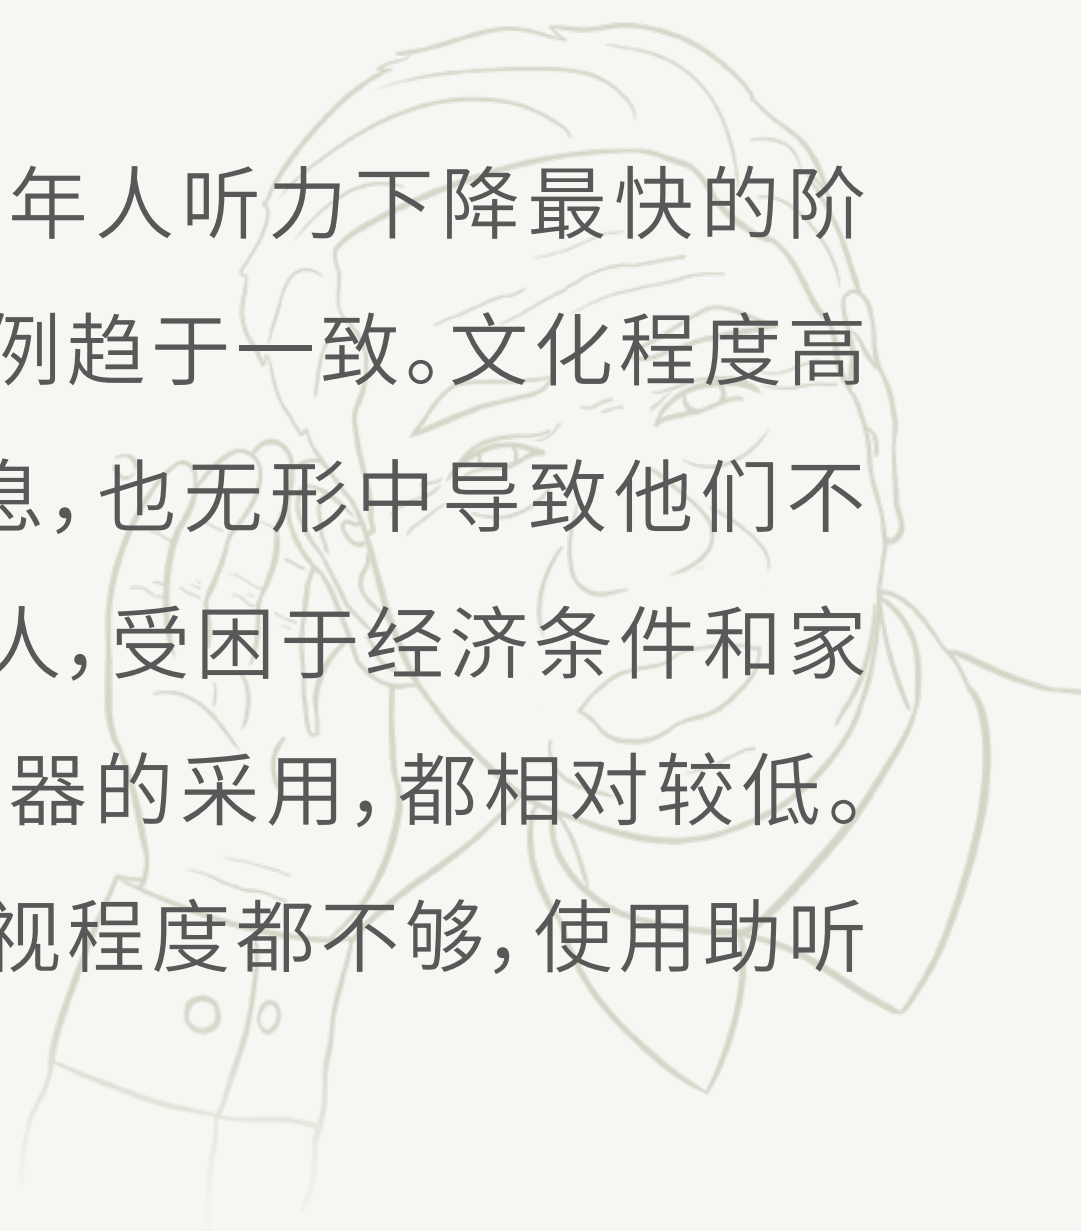 年人听力下降最快的阶
例趋于一致。文化程度高
息，也无形中导致他们不
人，受困于经济条件和家
器的采用，都相对较低。
视程度都不够，使用助听